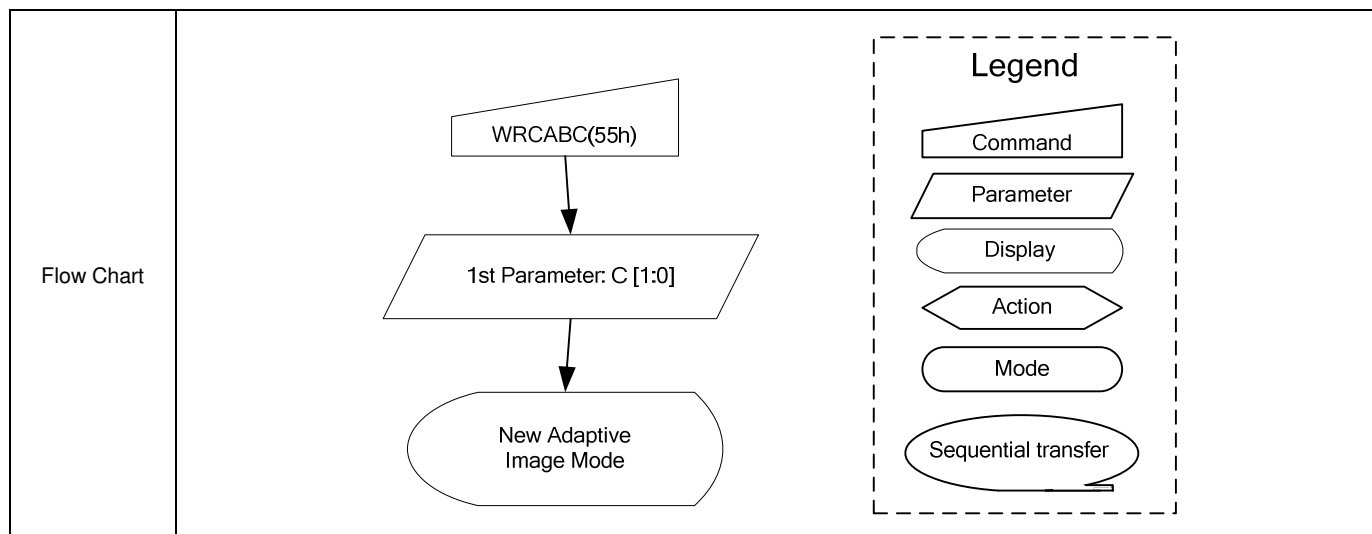 Flow Chart
WRCABC(55h)
1st Parameter: C [1:0]
New Adaptive
Image Mode
Legend
Command
Parameter
Display
Action
Mode
Sequential transfer